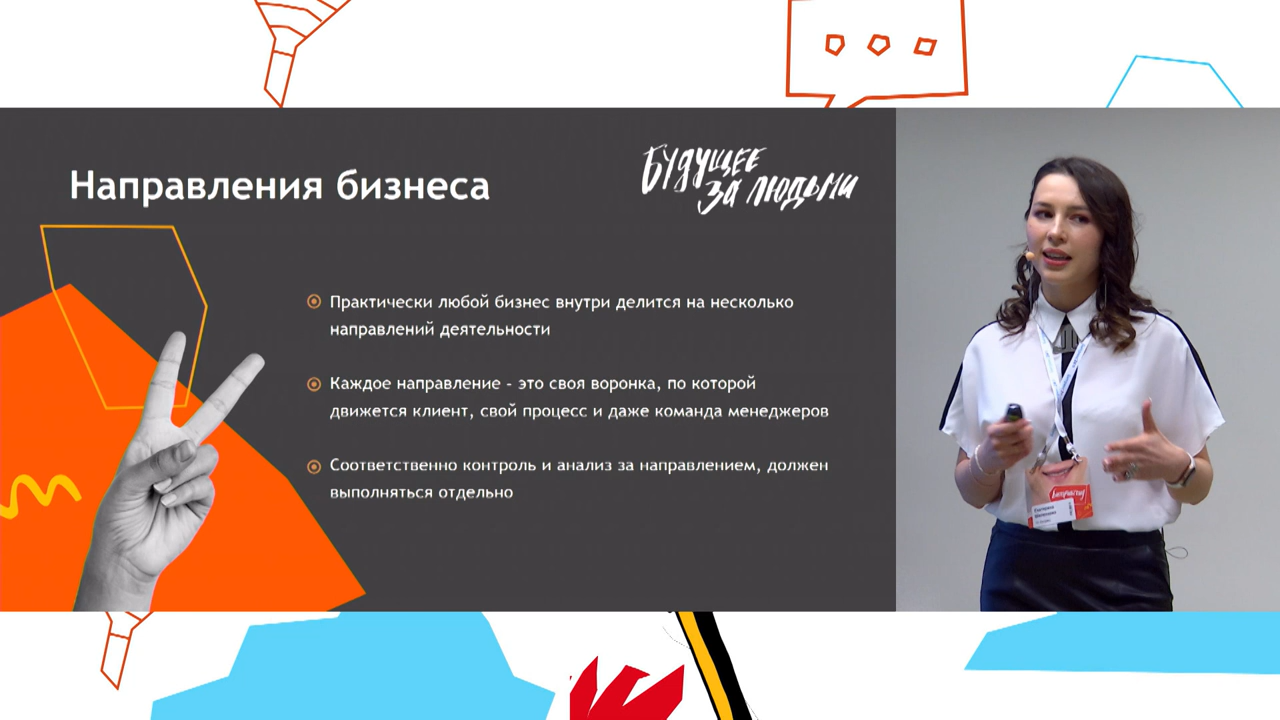 Направления бизнеса
БУДУЩЕЕ
ЗА ЛЮДЬМИ
Практически любой бизнес внутри делится на несколько
направлений деятельности
Каждое направление - это своя воронка, по которой
движется клиент, свой процесс и даже команда менеджеров
Соответственно контроль и анализ за направлением, должен
выполняться отдельно